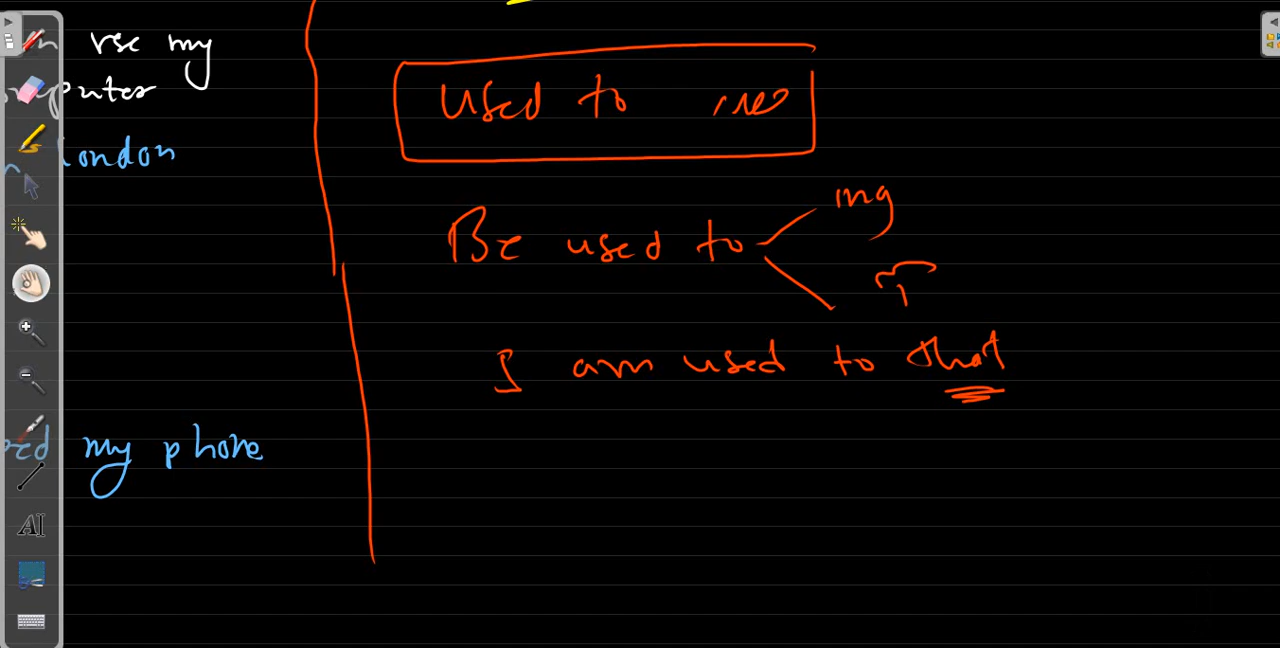 use my
puter
London
my phone
used to
Be used to
ing
I am used to that
AI